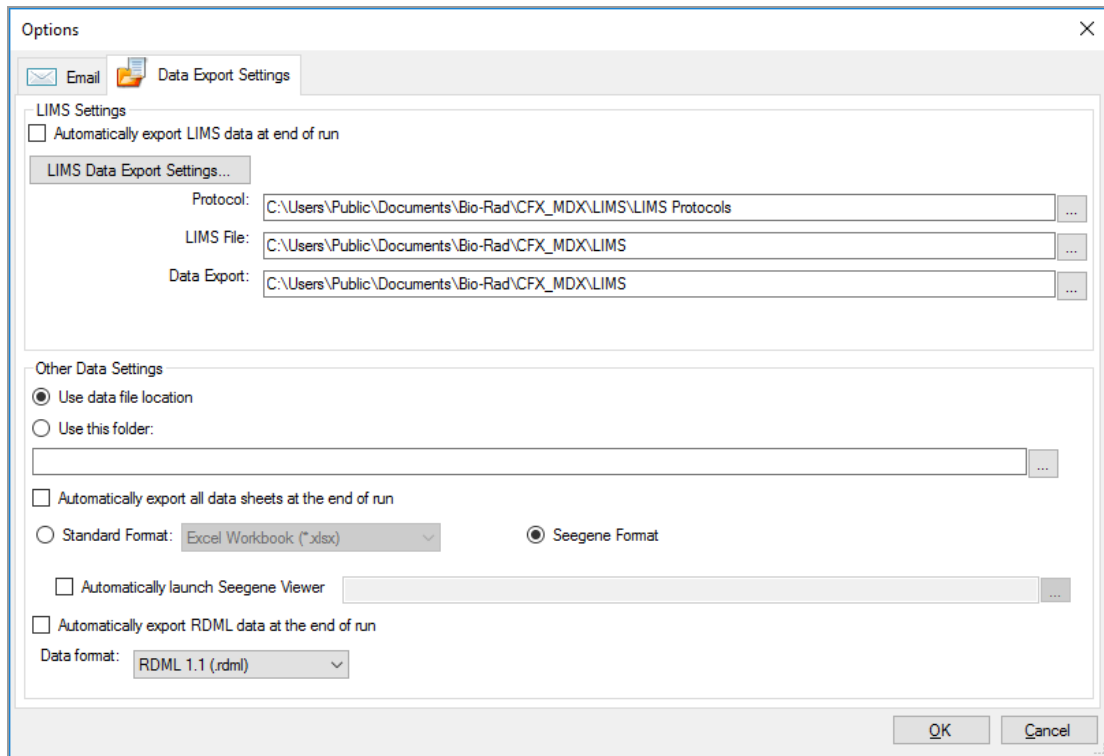 Options
Email
Data Export Settings
LIMS Settings
Automatically export LIMS data at end of run
LIMS Data Export Settings...
Protocol: C:\Users\Public\Documents\Bio-Rad\CFX_MDX\LIMS\LIMS Protocols ...
LIMS File: C:\Users\Public\Documents\Bio-Rad\CFX_MDX\LIMS ...
Data Export: C:\Users\Public\Documents\Bio-Rad\CFX_MDX\LIMS ...
Other Data Settings
Use data file location
Use this folder:
...
Automatically export all data sheets at the end of run
Standard Format: Excel Workbook (*.xlsx) Seegene Format
Automatically launch Seegene Viewer ...
Automatically export RDML data at the end of run
Data format: RDML 1.1 (.rdml)
OK Cancel